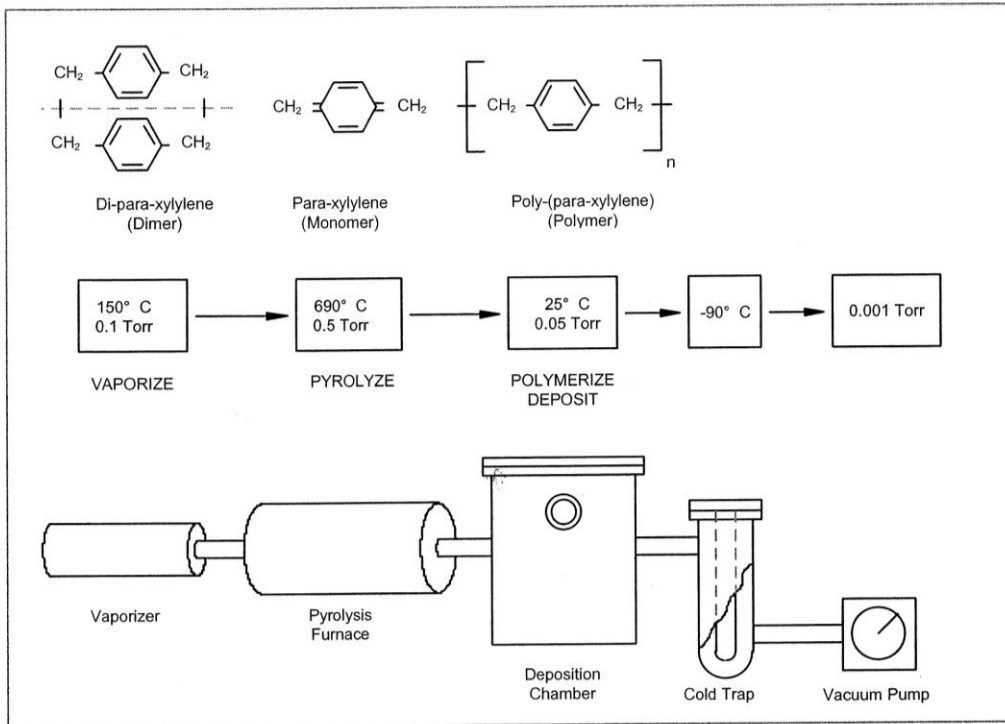 CH₂ CH₂
CH₂ CH₂
CH₂ CH₂
CH₂ CH₂
n
Di-para-xylylene
(Dimer)
Para-xylylene
(Monomer)
Poly-(para-xylylene)
(Polymer)
150° C
0.1 Torr
690° C
0.5 Torr
25° C
0.05 Torr
-90° C
0.001 Torr
VAPORIZE
PYROLYZE
POLYMERIZE
DEPOSIT
Vaporizer
Pyrolysis
Furnace
Deposition
Chamber
Cold Trap
Vacuum Pump